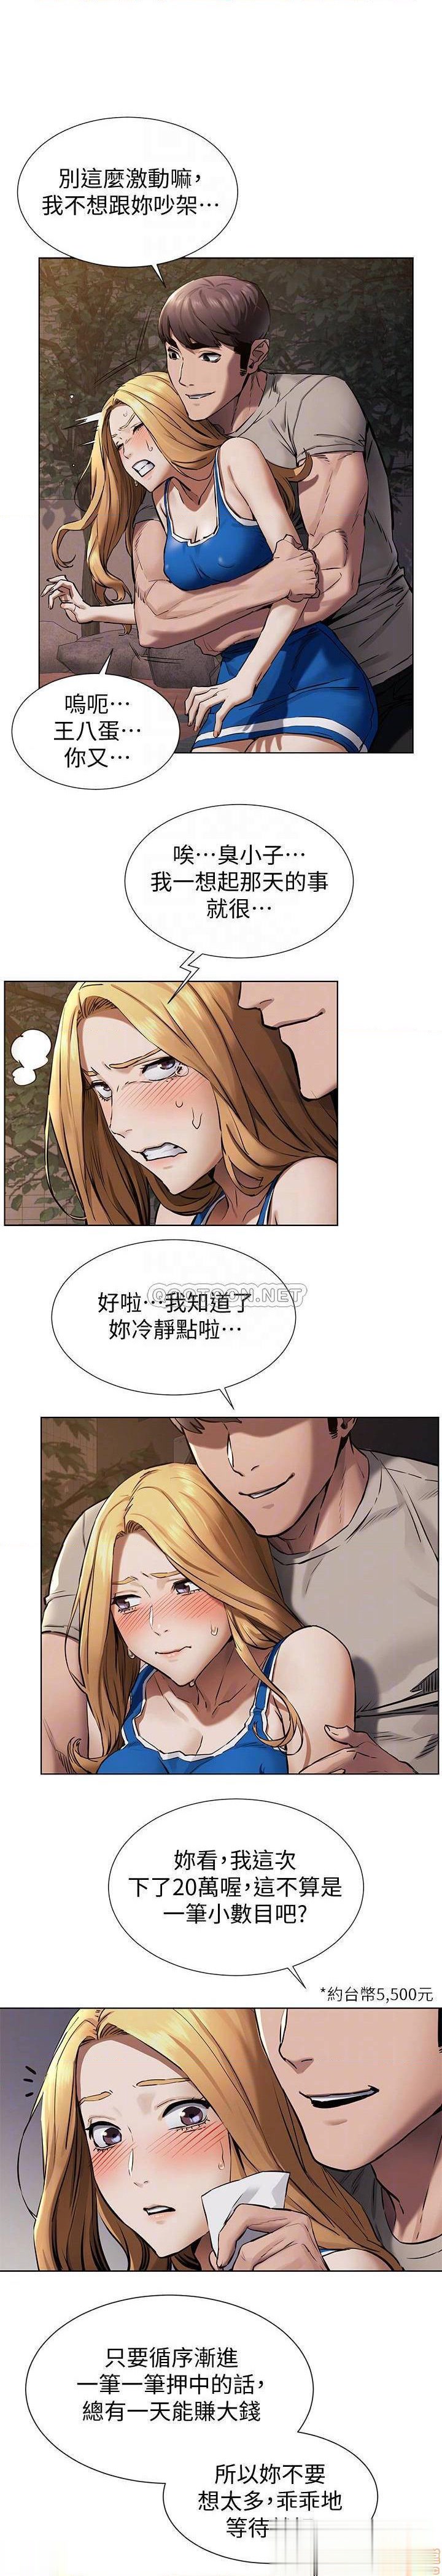 別這麼激動嘛，
我不想跟妳吵架…
嗚呃…
王八蛋…
你又…
唉…臭小子…
我一想起那天的事
就很…
好啦…我知道了
妳冷靜點啦…
妳看，我這次
下了20萬喔，這不算是
一筆小數目吧?
*約台幣5,500元
只要循序漸進
一筆一筆押中的話，
總有一天能賺大錢
所以妳不要
想太多，乖乖地
等待